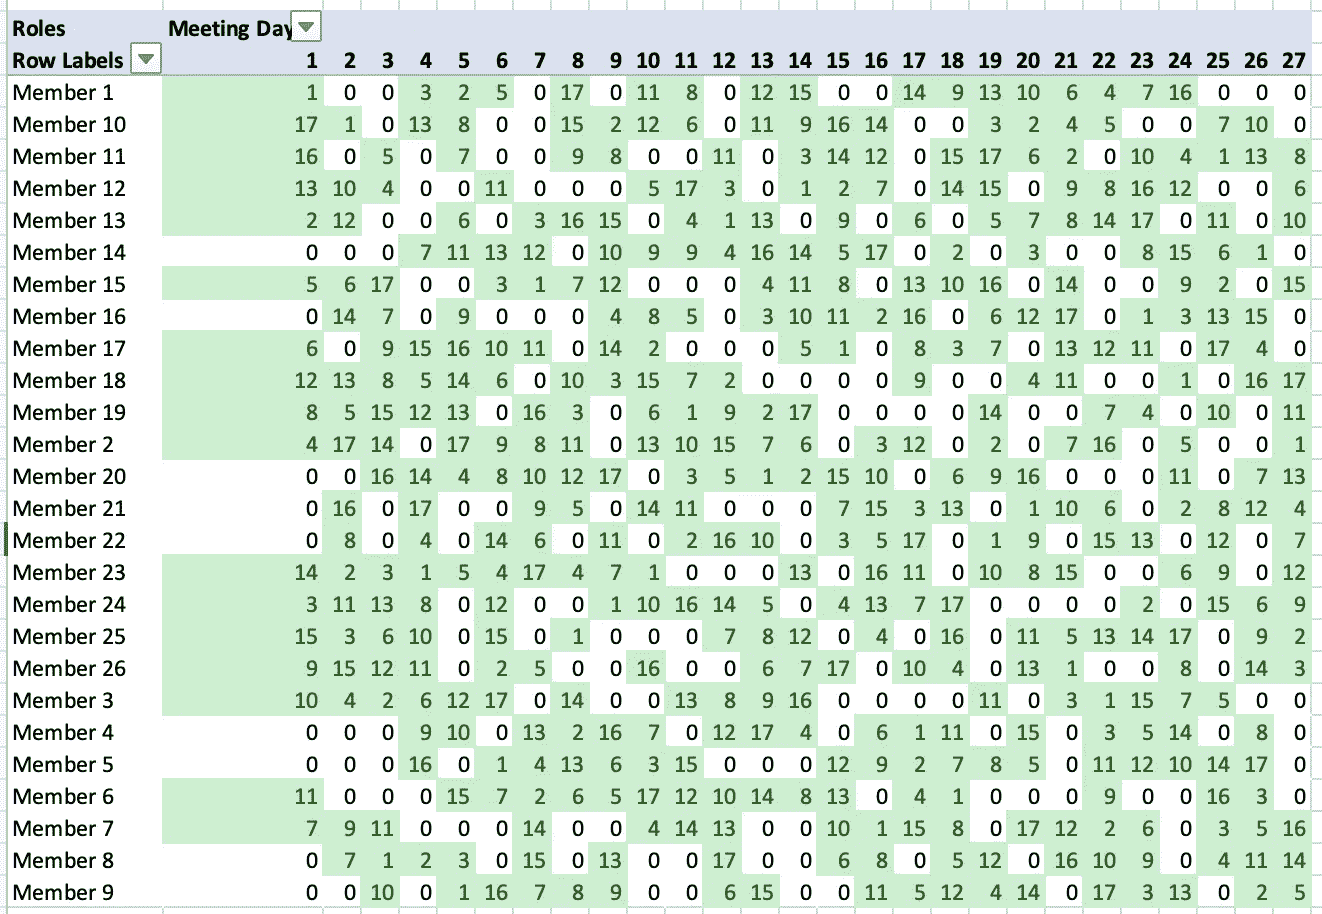 Roles Meeting Day
Row Labels 1 2 3 4 5 6 7 8 9 10 11 12 13 14 15 16 17 18 19 20 21 22 23 24 25 26 27
Member 1 1 0 0 3 2 5 0 17 0 11 8 0 12 15 0 0 14 9 13 10 6 4 7 16 0 0 0
Member 10 17 1 0 13 8 0 0 15 2 12 6 0 11 9 16 14 0 0 3 2 4 5 0 0 7 10 0
Member 11 16 0 5 0 7 0 0 9 8 0 0 11 0 3 14 12 0 15 17 6 2 0 10 4 1 13 8
Member 12 13 10 4 0 0 11 0 0 0 5 17 3 0 1 2 7 0 14 15 0 9 8 16 12 0 0 6
Member 13 2 12 0 0 6 0 3 16 15 0 4 1 13 0 9 0 6 0 5 7 8 14 17 0 11 0 10
Member 14 0 0 0 7 11 13 12 0 10 9 9 4 16 14 5 17 0 2 0 3 0 0 8 15 6 1 0
Member 15 5 6 17 0 0 3 1 7 12 0 0 0 4 11 8 0 13 10 16 0 14 0 0 9 2 0 15
Member 16 0 14 7 0 9 0 0 0 4 8 5 0 3 10 11 2 16 0 6 12 17 0 1 3 13 15 0
Member 17 6 0 9 15 16 10 11 0 14 2 0 0 0 5 1 0 8 3 7 0 13 12 11 0 17 4 0
Member 18 12 13 8 5 14 6 0 10 3 15 7 2 0 0 0 0 9 0 0 4 11 0 0 1 0 16 17
Member 19 8 5 15 12 13 0 16 3 0 6 1 9 2 17 0 0 0 0 14 0 0 7 4 0 10 0 11
Member 2 4 17 14 0 17 9 8 11 0 13 10 15 7 6 0 3 12 0 2 0 7 16 0 5 0 0 1
Member 20 0 0 16 14 4 8 10 12 17 0 3 5 1 2 15 10 0 6 9 16 0 0 0 11 0 7 13
Member 21 0 16 0 17 0 0 9 5 0 14 11 0 0 0 7 15 3 13 0 1 10 6 0 2 8 12 4
Member 22 0 8 0 4 0 14 6 0 11 0 2 16 10 0 3 5 17 0 1 9 0 15 13 0 12 0 7
Member 23 14 2 3 1 5 4 17 4 7 1 0 0 0 13 0 16 11 0 10 8 15 0 0 6 9 0 12
Member 24 3 11 13 8 0 12 0 0 1 10 16 14 5 0 4 13 7 17 0 0 0 0 2 0 15 6 9
Member 25 15 3 6 10 0 15 0 1 0 0 0 7 8 12 0 4 0 16 0 11 5 13 14 17 0 9 2
Member 26 9 15 12 11 0 2 5 0 0 16 0 0 6 7 17 0 10 4 0 13 1 0 0 8 0 14 3
Member 3 10 4 2 6 12 17 0 14 0 0 13 8 9 16 0 0 0 0 11 0 3 1 15 7 5 0 0
Member 4 0 0 0 9 10 0 13 2 16 7 0 12 17 4 0 6 1 11 0 15 0 3 5 14 0 8 0
Member 5 0 0 0 16 0 1 4 13 6 3 15 0 0 0 12 9 2 7 8 5 0 11 12 10 14 17 0
Member 6 11 0 0 0 15 7 2 6 5 17 12 10 14 8 13 0 4 1 0 0 0 9 0 0 16 3 0
Member 7 7 9 11 0 0 0 14 0 0 4 14 13 0 0 10 1 15 8 0 17 12 2 6 0 3 5 16
Member 8 0 7 1 2 3 0 15 0 13 0 0 17 0 0 6 8 0 5 12 0 16 10 9 0 4 11 14
Member 9 0 0 10 0 1 16 7 8 9 0 0 6 15 0 0 11 5 12 4 14 0 17 3 13 0 2 5